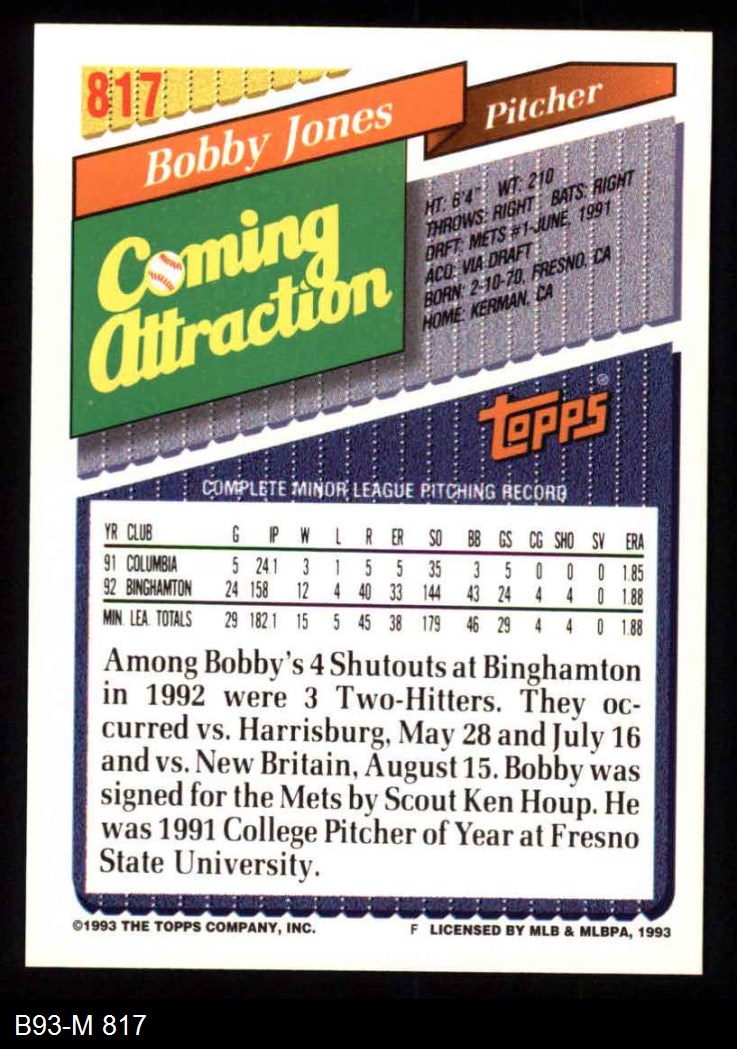 817
Bobby Jones
Pitcher
Coming
Attraction
HT: 6'4" WT: 210
THROWS: RIGHT BATS: RIGHT
DRFT: METS #1-JUNE, 1991
ACQ: VIA DRAFT
BORN: 2-10-70, FRESNO, CA
HOME: KERMAN, CA
TOPPS®
COMPLETE MINOR LEAGUE PITCHING RECORD
YR CLUB G IP W L R ER SO BB GS CG SHO SV ERA
91 COLUMBIA 5 24.1 3 1 5 5 35 3 5 0 0 0 1.85
92 BINGHAMTON 24 158 12 4 40 33 144 43 24 4 4 0 1.88
MIN. LEA. TOTALS 29 182.1 15 5 45 38 179 46 29 4 4 0 1.88
Among Bobby's 4 Shutouts at Binghamton
in 1992 were 3 Two-Hitters. They oc-
curred vs. Harrisburg, May 28 and July 16
and vs. New Britain, August 15. Bobby was
signed for the Mets by Scout Ken Houp. He
was 1991 College Pitcher of Year at Fresno
State University.
©1993 THE TOPPS COMPANY, INC.
F LICENSED BY MLB & MLBPA, 1993
B93-M 817